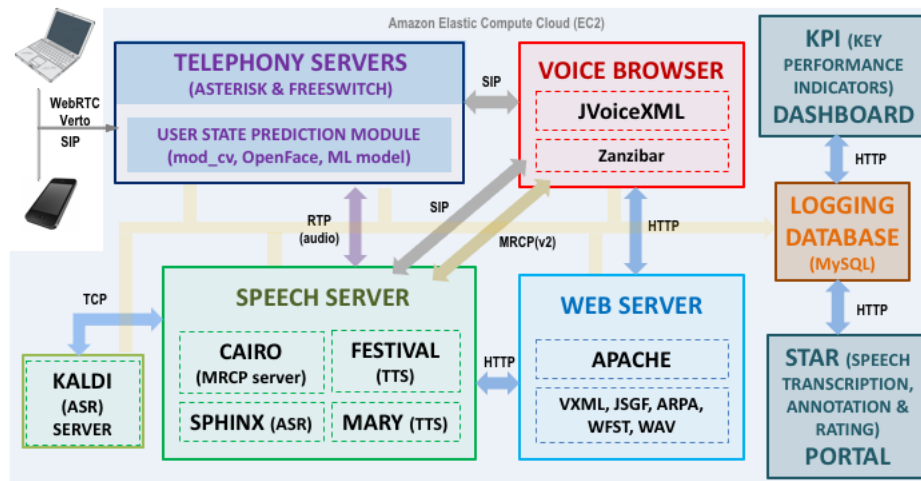 Amazon Elastic Compute Cloud (EC2)
WebRTC
Verto
SIP
TELEPHONY SERVERS
(ASTERISK & FREESWITCH)
USER STATE PREDICTION MODULE
(mod_cv, OpenFace, ML model)
SIP
VOICE BROWSER
JVoiceXML
Zanzibar
KPI (KEY
PERFORMANCE
INDICATORS)
DASHBOARD
HTTP
LOGGING
DATABASE
(MySQL)
HTTP
STAR (SPEECH
TRANSCRIPTION,
ANNOTATION &
RATING)
PORTAL
RTP
(audio)
SIP
MRCP(v2)
HTTP
TCP
KALDI
(ASR)
SERVER
SPEECH SERVER
CAIRO
(MRCP server)
FESTIVAL
(TTS)
SPHINX (ASR)
MARY (TTS)
HTTP
WEB SERVER
APACHE
VXML, JSGF, ARPA,
WFST, WAV